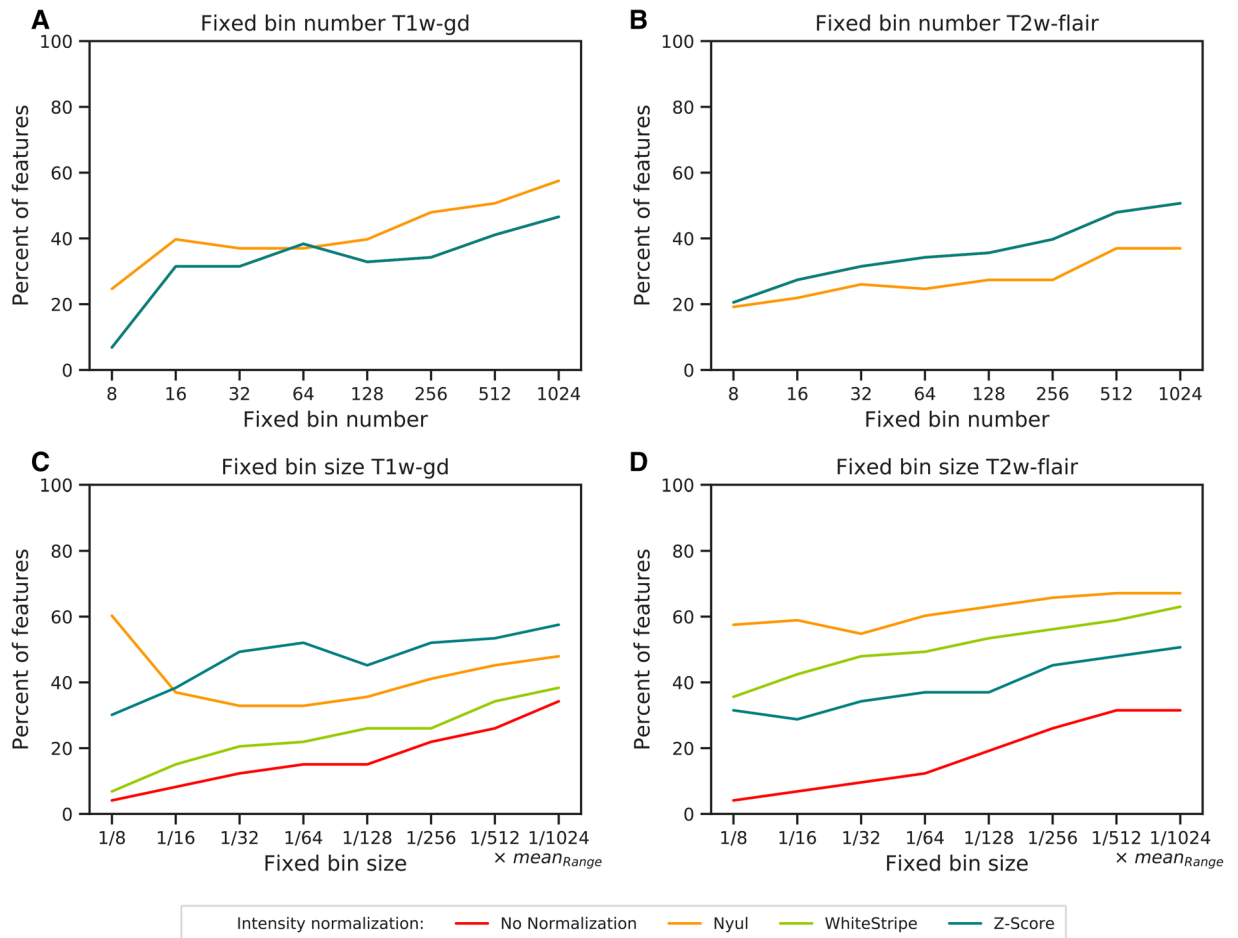 A
Fixed bin number T1w-gd
100
80
60
40
20
0
Percent of features
8 16 32 64 128 256 512 1024
Fixed bin number
B
Fixed bin number T2w-flair
100
80
60
40
20
0
Percent of features
8 16 32 64 128 256 512 1024
Fixed bin number
C
Fixed bin size T1w-gd
100
80
60
40
20
0
Percent of features
1/8 1/16 1/32 1/64 1/128 1/256 1/512 1/1024
Fixed bin size
× mean_Range
D
Fixed bin size T2w-flair
100
80
60
40
20
0
Percent of features
1/8 1/16 1/32 1/64 1/128 1/256 1/512 1/1024
Fixed bin size
× mean_Range
Intensity normalization: No Normalization Nyul WhiteStripe Z-Score